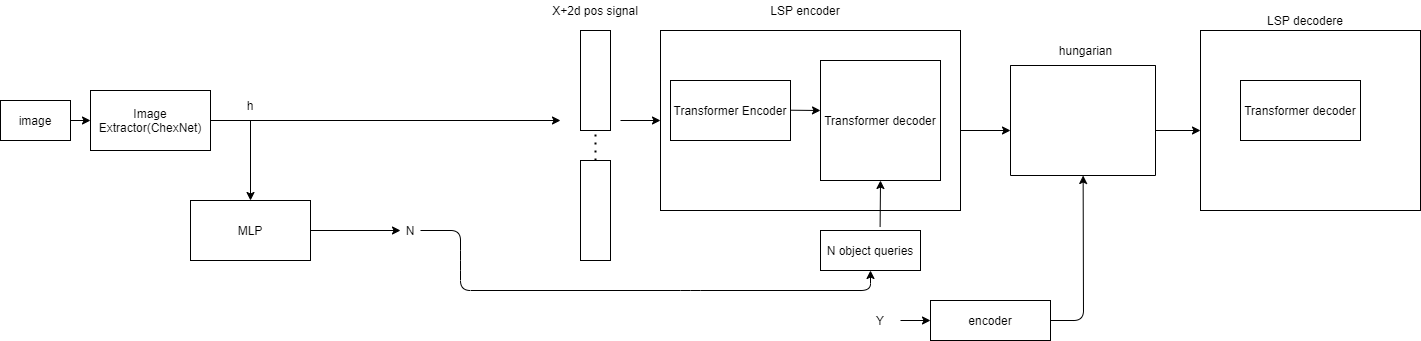 X+2d pos signal
LSP encoder
LSP decodere
hungarian
image
Image
Extractor(ChexNet)
h
Transformer Encoder
Transformer decoder
Transformer decoder
MLP
N
N object queries
Y
encoder